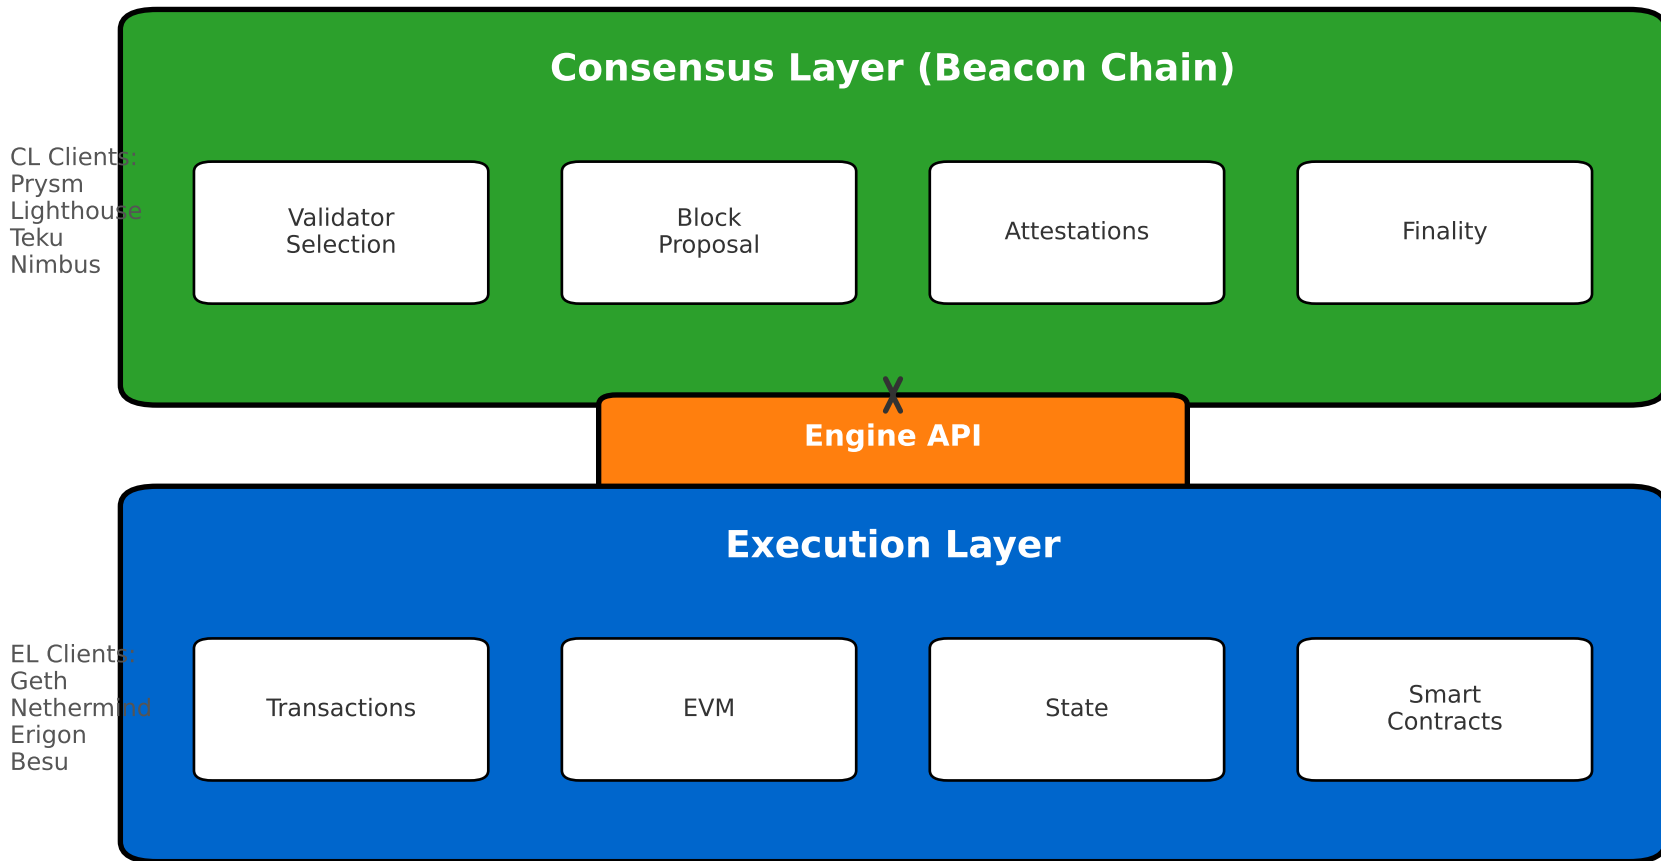 Consensus Layer (Beacon Chain)
CL Clients:
Prysm
Lighthouse
Teku
Nimbus
Validator
Selection
Block
Proposal
Attestations
Finality
Engine API
Execution Layer
EL Clients:
Geth
Nethermind
Erigon
Besu
Transactions
EVM
State
Smart
Contracts